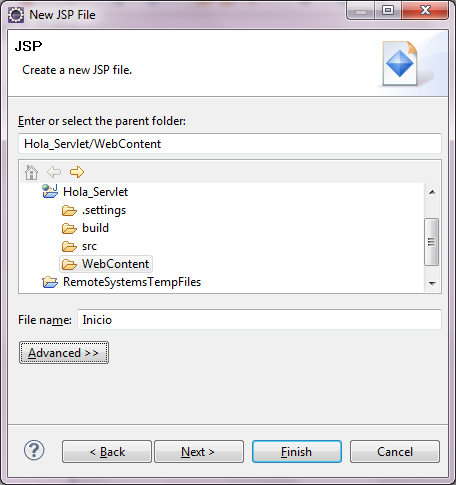 New JSP File
JSP
Create a new JSP file.
Enter or select the parent folder:
Hola_Servlet/WebContent
Hola_Servlet
.settings
build
src
WebContent
RemoteSystemsTempFiles
File name: Inicio
Advanced >>
? < Back Next > Finish Cancel